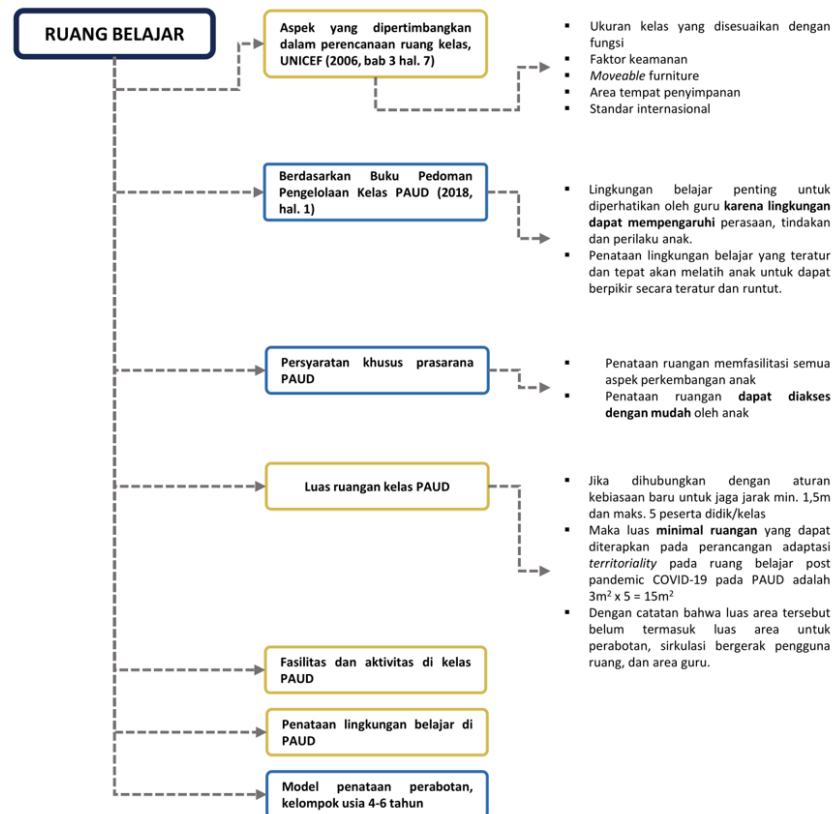 RUANG BELAJAR
Aspek yang dipertimbangkan
dalam perencanaan ruang kelas,
UNICEF (2006, bab 3 hal. 7)
▪ Ukuran kelas yang disesuaikan dengan
fungsi
▪ Faktor keamanan
▪ Moveable furniture
▪ Area tempat penyimpanan
▪ Standar internasional
Berdasarkan Buku Pedoman
Pengelolaan Kelas PAUD (2018,
hal. 1)
▪ Lingkungan belajar penting untuk
diperhatikan oleh guru karena lingkungan
dapat mempengaruhi perasaan, tindakan
dan perilaku anak.
▪ Penataan lingkungan belajar yang teratur
dan tepat akan melatih anak untuk dapat
berpikir secara teratur dan runtut.
Persyaratan khusus prasarana
PAUD
▪ Penataan ruangan memfasilitasi semua
aspek perkembangan anak
▪ Penataan ruangan dapat diakses
dengan mudah oleh anak
Luas ruangan kelas PAUD
▪ Jika dihubungkan dengan aturan
kebiasaan baru untuk jaga jarak min. 1,5m
dan maks. 5 peserta didik/kelas
▪ Maka luas minimal ruangan yang dapat
diterapkan pada perancangan adaptasi
territoriality pada ruang belajar post
pandemic COVID-19 pada PAUD adalah
3m² x 5 = 15m²
▪ Dengan catatan bahwa luas area tersebut
belum termasuk luas area untuk
perabotan, sirkulasi bergerak pengguna
ruang, dan area guru.
Fasilitas dan aktivitas di kelas
PAUD
Penataan lingkungan belajar di
PAUD
Model penataan perabotan,
kelompok usia 4-6 tahun